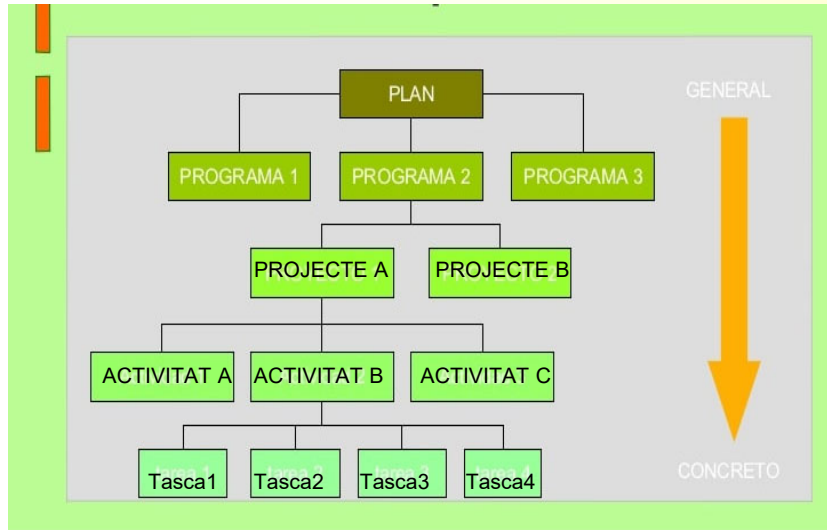 PLAN
GENERAL
PROGRAMA 1
PROGRAMA 2
PROGRAMA 3
PROJECTE A
PROJECTE B
ACTIVITAT A
ACTIVITAT B
ACTIVITAT C
Tasca1
Tasca2
Tasca3
Tasca4
CONCRETO